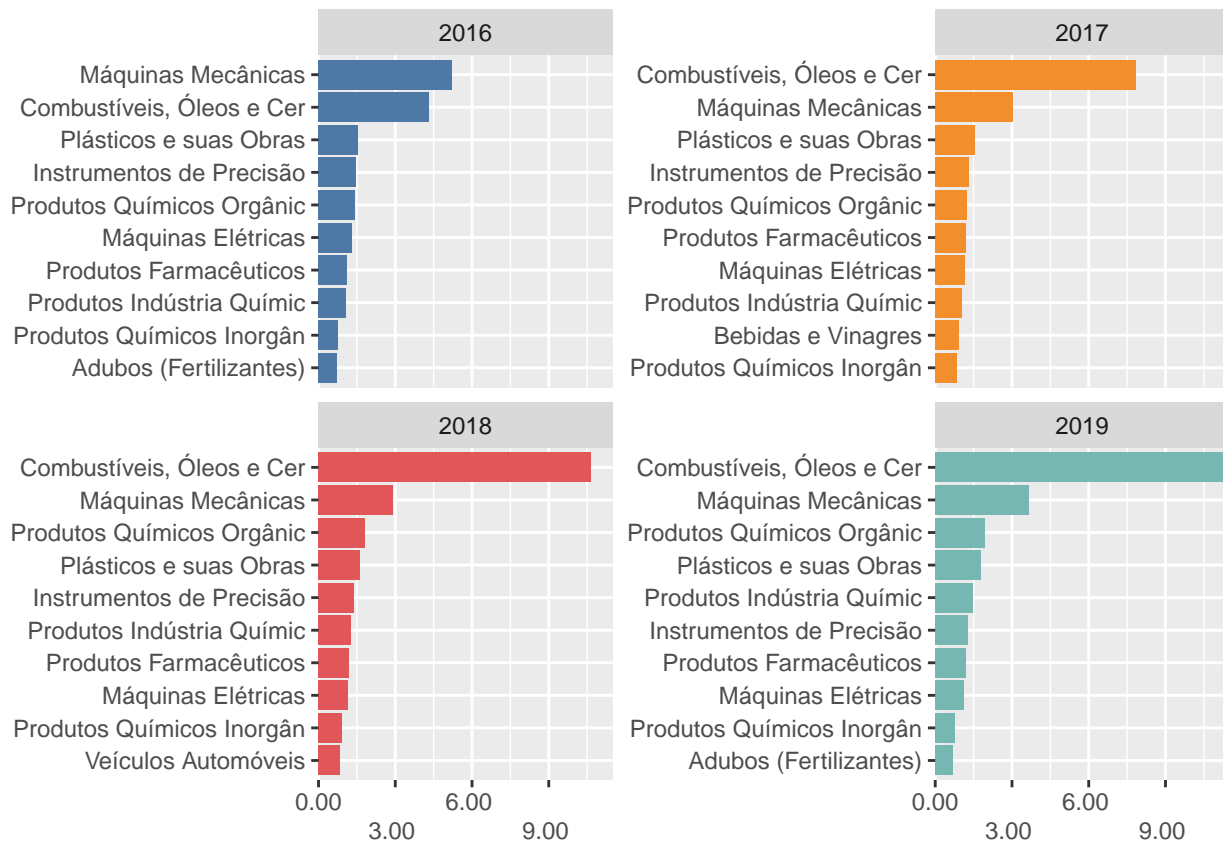 2016
Máquinas Mecânicas
Combustíveis, Óleos e Cer
Plásticos e suas Obras
Instrumentos de Precisão
Produtos Químicos Orgânic
Máquinas Elétricas
Produtos Farmacêuticos
Produtos Indústria Químic
Produtos Químicos Inorgân
Adubos (Fertilizantes)
2017
Combustíveis, Óleos e Cer
Máquinas Mecânicas
Plásticos e suas Obras
Instrumentos de Precisão
Produtos Químicos Orgânic
Produtos Farmacêuticos
Máquinas Elétricas
Produtos Indústria Químic
Bebidas e Vinagres
Produtos Químicos Inorgân
2018
Combustíveis, Óleos e Cer
Máquinas Mecânicas
Produtos Químicos Orgânic
Plásticos e suas Obras
Instrumentos de Precisão
Produtos Indústria Químic
Produtos Farmacêuticos
Máquinas Elétricas
Produtos Químicos Inorgân
Veículos Automóveis
0.00 6.00
3.00 9.00
2019
Combustíveis, Óleos e Cer
Máquinas Mecânicas
Produtos Químicos Orgânic
Plásticos e suas Obras
Produtos Indústria Químic
Instrumentos de Precisão
Produtos Farmacêuticos
Máquinas Elétricas
Produtos Químicos Inorgân
Adubos (Fertilizantes)
0.00 6.00
3.00 9.00